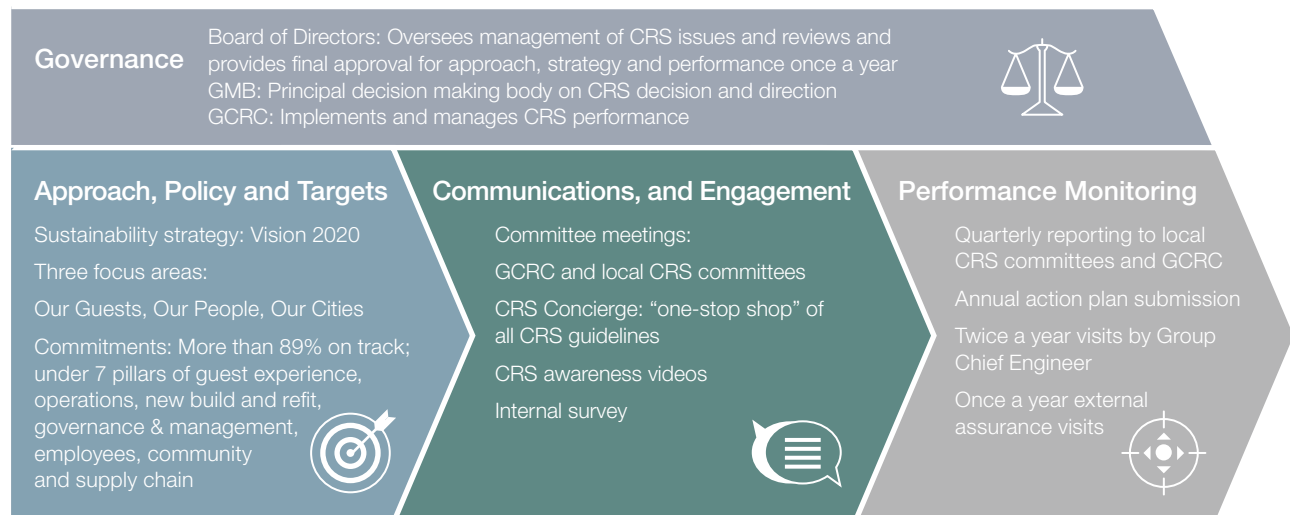 Governance
Board of Directors: Oversees management of CRS issues and reviews and
provides final approval for approach, strategy and performance once a year
GMB: Principal decision making body on CRS decision and direction
GCRC: Implements and manages CRS performance
Approach, Policy and Targets
Sustainability strategy: Vision 2020
Three focus areas:
Our Guests, Our People, Our Cities
Commitments: More than 89% on track;
under 7 pillars of guest experience,
operations, new build and refit,
governance & management,
employees, community
and supply chain
Communications, and Engagement
Committee meetings:
GCRC and local CRS committees
CRS Concierge: “one-stop shop” of
all CRS guidelines
CRS awareness videos
Internal survey
Performance Monitoring
Quarterly reporting to local
CRS committees and GCRC
Annual action plan submission
Twice a year visits by Group
Chief Engineer
Once a year external
assurance visits